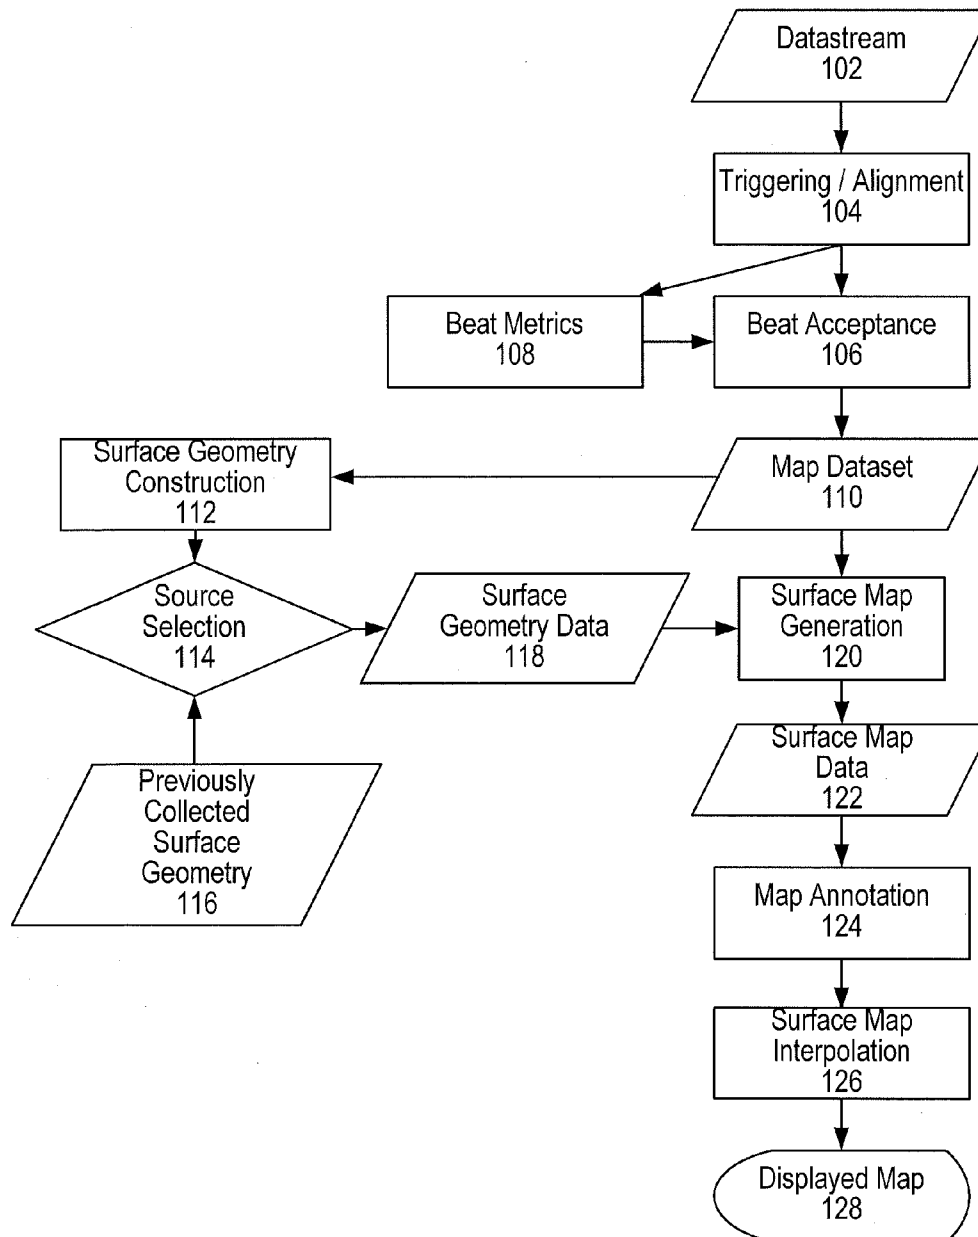 Datastream
102
Triggering / Alignment
104
Beat Metrics
108
Beat Acceptance
106
Surface Geometry
Construction
112
Map Dataset
110
Source
Selection
114
Surface
Geometry Data
118
Surface Map
Generation
120
Previously
Collected
Surface
Geometry
116
Surface Map
Data
122
Map Annotation
124
Surface Map
Interpolation
126
Displayed Map
128